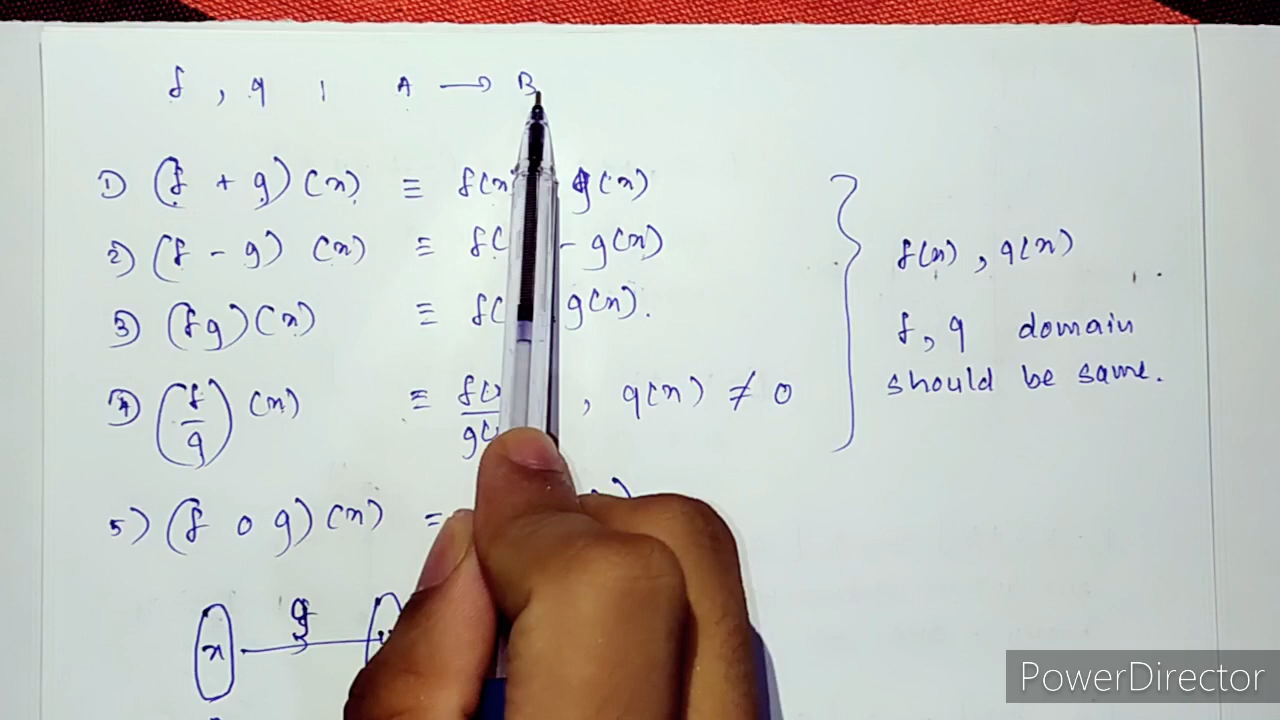 f, g : A → B
1) (f + g)(x) ≡ f(x) g(x)
2) (f - g)(x) ≡ f( - g(x)
3) (fg)(x) ≡ f( g(x).
4) (f/g)(x) ≡ f( / g( , g(x) ≠ 0
f(x), g(x)
f, g domain
should be same.
5) (f o g)(x) =
g
x
PowerDirector